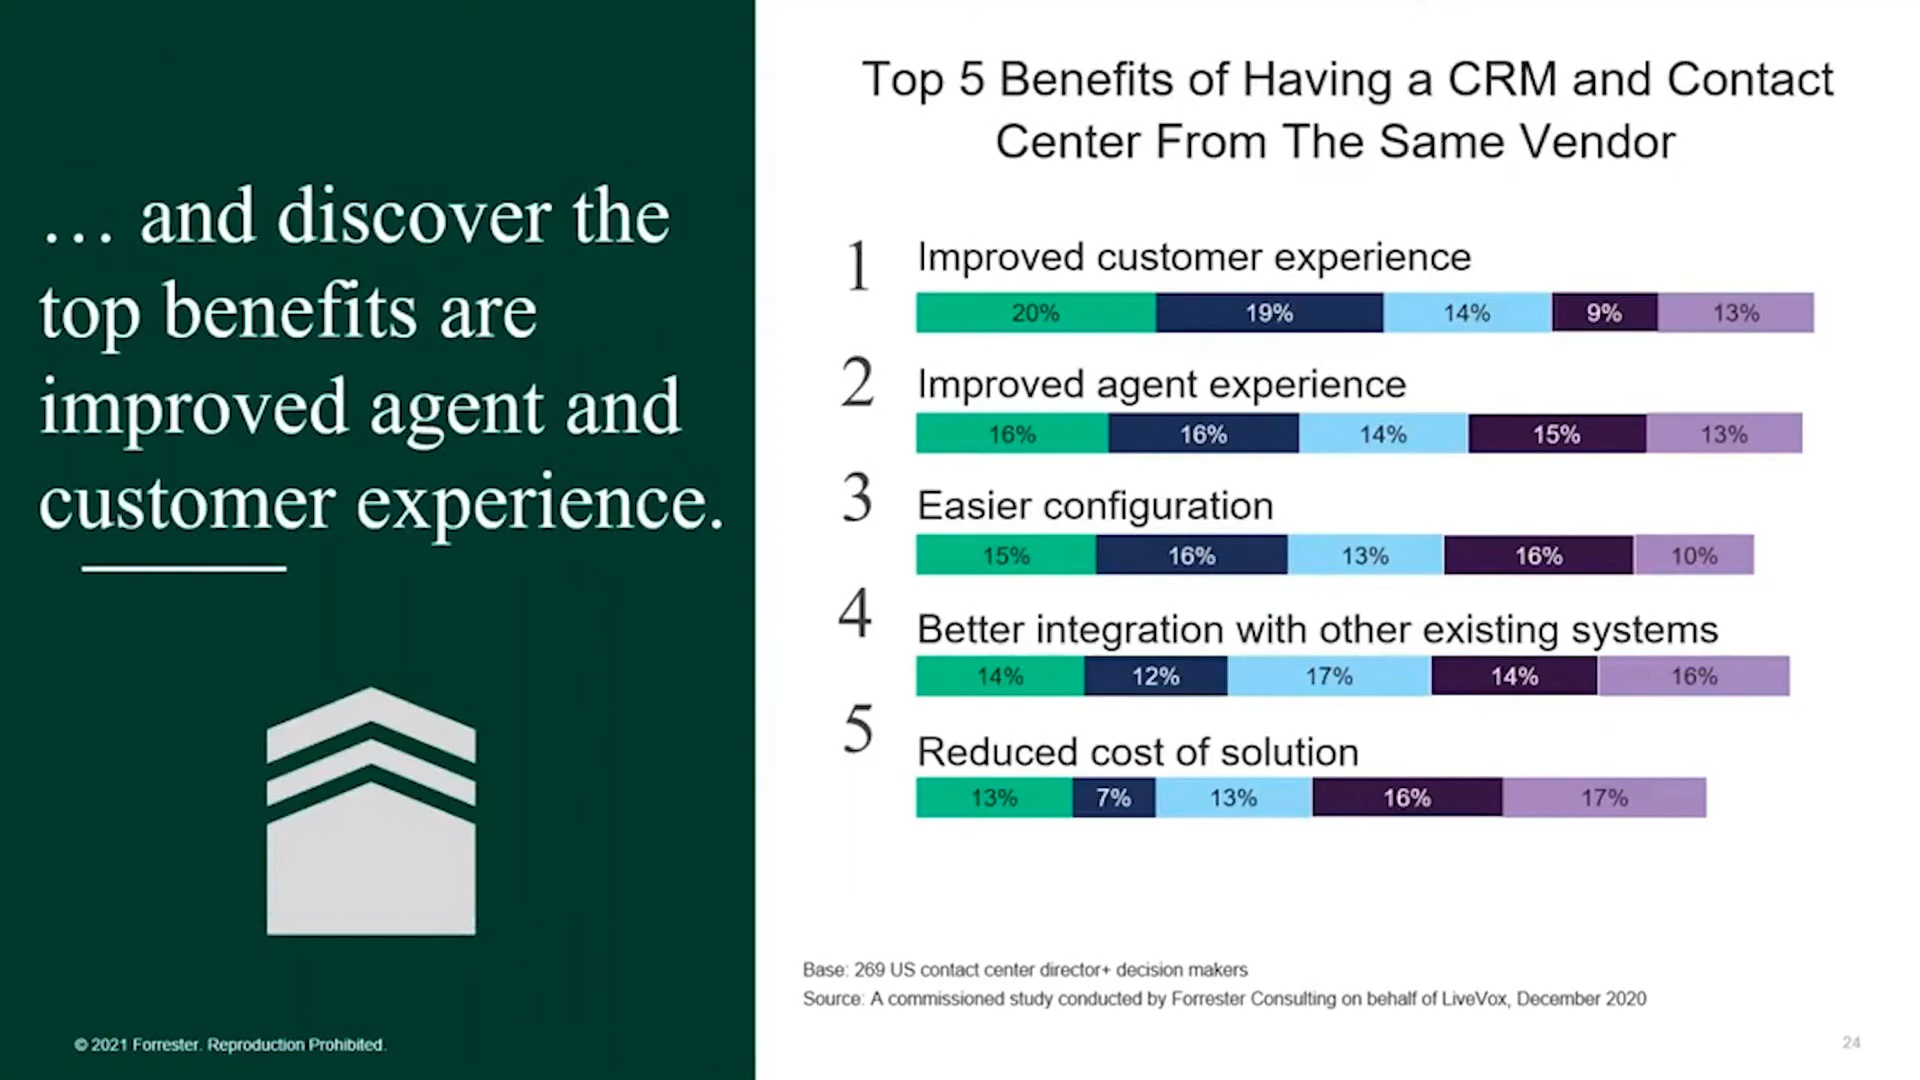 … and discover the
top benefits are
improved agent and
customer experience.
© 2021 Forrester. Reproduction Prohibited.
Top 5 Benefits of Having a CRM and Contact
Center From The Same Vendor
1 Improved customer experience
20% 19% 14% 9% 13%
2 Improved agent experience
16% 16% 14% 15% 13%
3 Easier configuration
15% 16% 13% 16% 10%
4 Better integration with other existing systems
14% 12% 17% 14% 16%
5 Reduced cost of solution
13% 7% 13% 16% 17%
Base: 269 US contact center director+ decision makers
Source: A commissioned study conducted by Forrester Consulting on behalf of LiveVox, December 2020
24